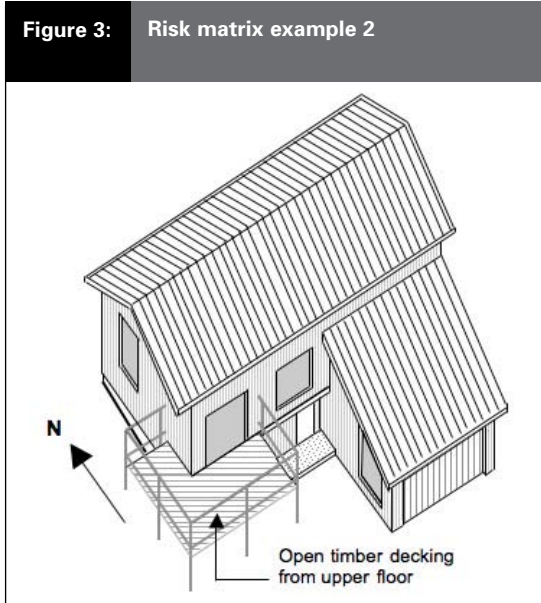 Figure 3: Risk matrix example 2
N
Open timber decking
from upper floor